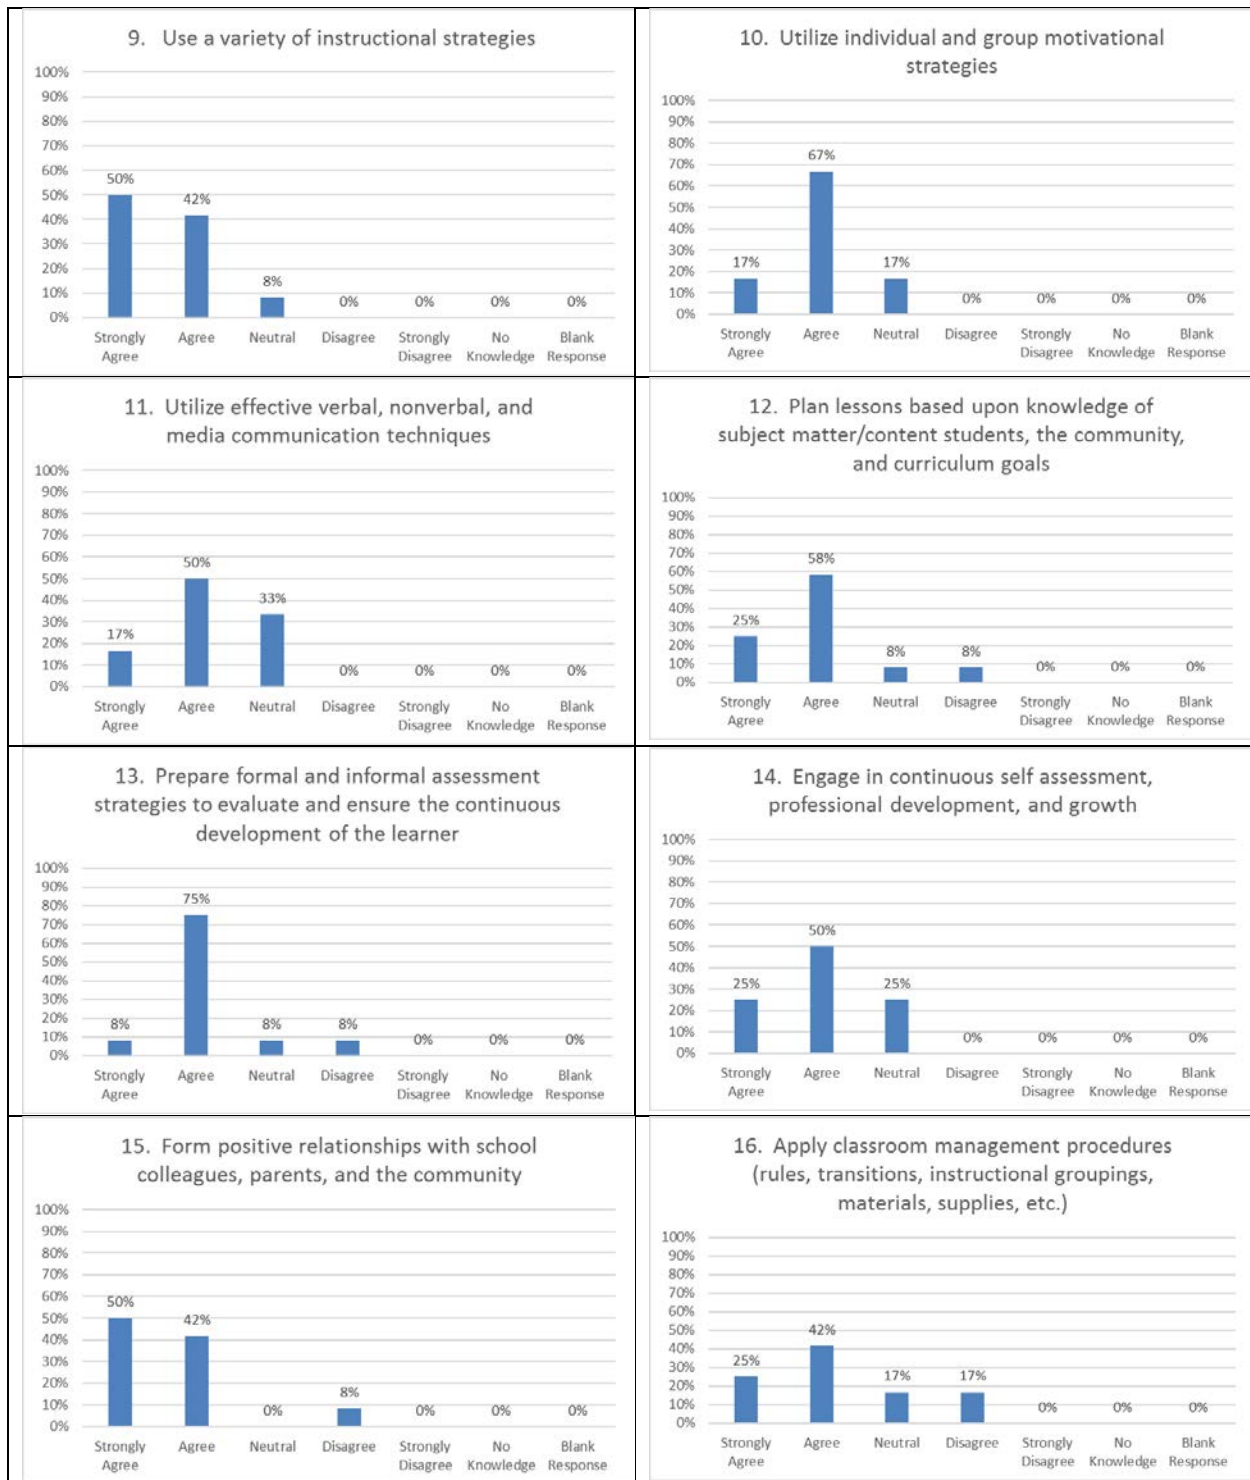 9. Use a variety of instructional strategies
100%
90%
80%
70%
60%
50%
40%
30%
20%
10%
0%
50%
42%
8%
0%
0%
0%
0%
Strongly Agree
Agree
Neutral
Disagree
Strongly Disagree
No Knowledge
Blank Response
10. Utilize individual and group motivational
strategies
100%
90%
80%
70%
60%
50%
40%
30%
20%
10%
0%
17%
67%
17%
0%
0%
0%
0%
Strongly Agree
Agree
Neutral
Disagree
Strongly Disagree
No Knowledge
Blank Response
11. Utilize effective verbal, nonverbal, and
media communication techniques
100%
90%
80%
70%
60%
50%
40%
30%
20%
10%
0%
17%
50%
33%
0%
0%
0%
0%
Strongly Agree
Agree
Neutral
Disagree
Strongly Disagree
No Knowledge
Blank Response
12. Plan lessons based upon knowledge of
subject matter/content students, the community,
and curriculum goals
100%
90%
80%
70%
60%
50%
40%
30%
20%
10%
0%
25%
58%
8%
8%
0%
0%
0%
Strongly Agree
Agree
Neutral
Disagree
Strongly Disagree
No Knowledge
Blank Response
13. Prepare formal and informal assessment
strategies to evaluate and ensure the continuous
development of the learner
100%
90%
80%
70%
60%
50%
40%
30%
20%
10%
0%
8%
75%
8%
8%
0%
0%
0%
Strongly Agree
Agree
Neutral
Disagree
Strongly Disagree
No Knowledge
Blank Response
14. Engage in continuous self assessment,
professional development, and growth
100%
90%
80%
70%
60%
50%
40%
30%
20%
10%
0%
25%
50%
25%
0%
0%
0%
0%
Strongly Agree
Agree
Neutral
Disagree
Strongly Disagree
No Knowledge
Blank Response
15. Form positive relationships with school
colleagues, parents, and the community
100%
90%
80%
70%
60%
50%
40%
30%
20%
10%
0%
50%
42%
0%
8%
0%
0%
0%
Strongly Agree
Agree
Neutral
Disagree
Strongly Disagree
No Knowledge
Blank Response
16. Apply classroom management procedures
(rules, transitions, instructional groupings,
materials, supplies, etc.)
100%
90%
80%
70%
60%
50%
40%
30%
20%
10%
0%
25%
42%
17%
17%
0%
0%
0%
Strongly Agree
Agree
Neutral
Disagree
Strongly Disagree
No Knowledge
Blank Response